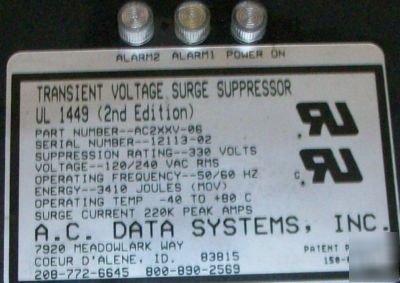 ALARM2 ALARM1 POWER ON
TRANSIENT VOLTAGE SURGE SUPPRESSOR
UL 1449 (2nd Edition)
PART NUMBER--AC2XXV-06
SERIAL NUMBER--12113-02
SUPPRESSION RATING--330 VOLTS
VOLTAGE--120/240 VAC RMS
OPERATING FREQUENCY--50/60 HZ
ENERGY--3410 JOULES (MOV)
OPERATING TEMP -40 TO +80 C
SURGE CURRENT 220K PEAK AMPS
A.C. DATA SYSTEMS, INC.
7920 MEADOWLARK WAY
COEUR D'ALENE, ID. 83815
208-772-6645 800-890-2569
PATENT